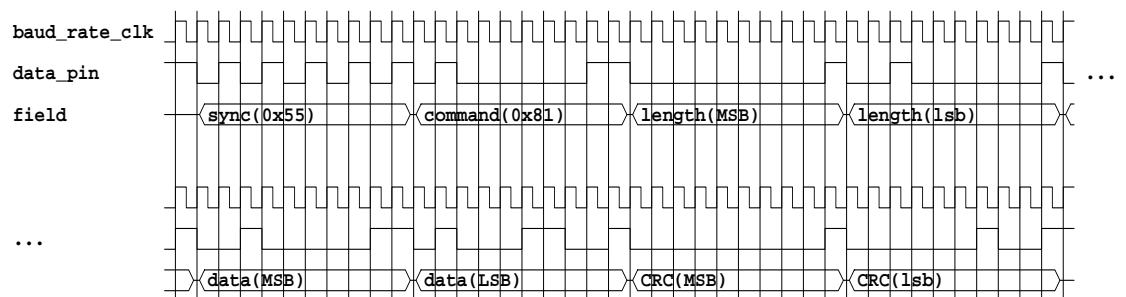 baud_rate_clk
data_pin ...
field sync(0x55) command(0x81) length(MSB) length(lsb)
...
data(MSB) data(LSB) CRC(MSB) CRC(lsb)